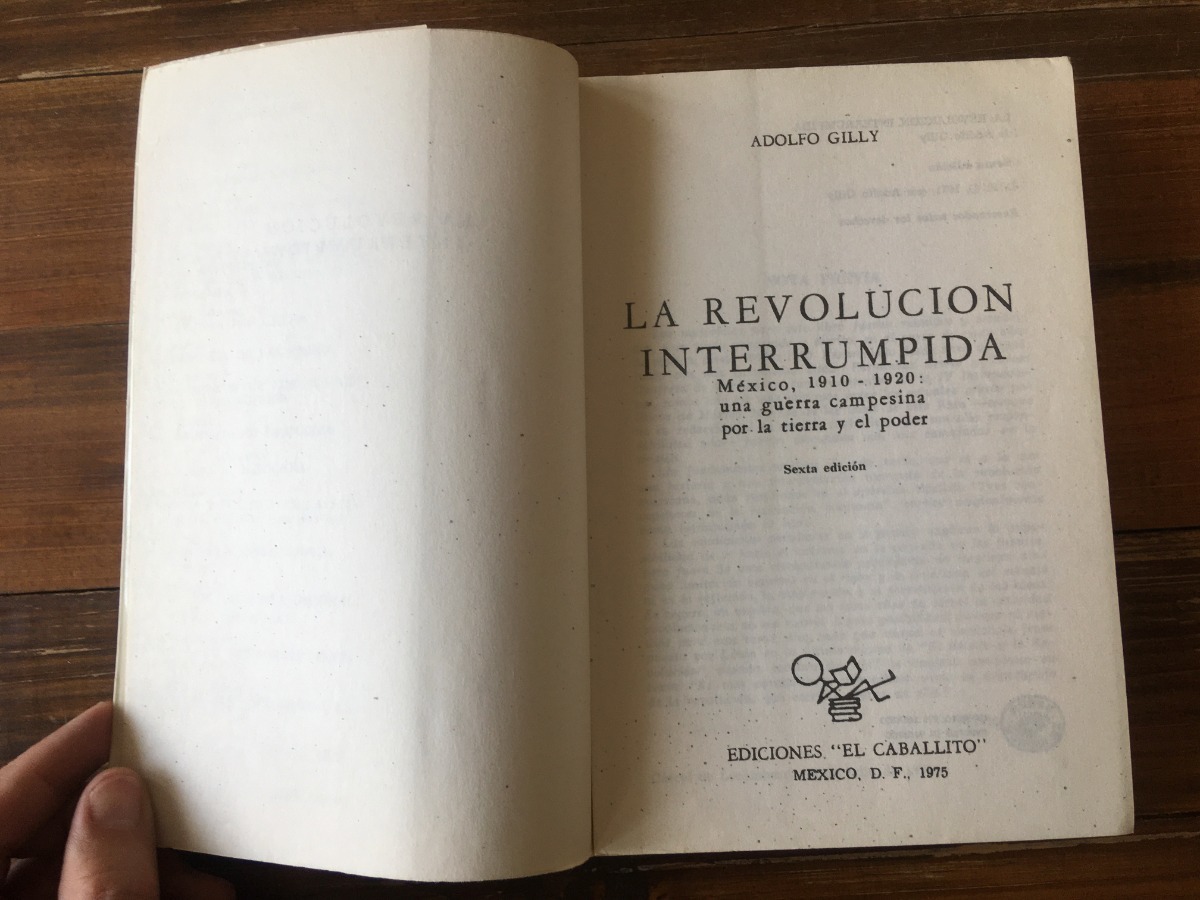 ADOLFO GILLY
LA REVOLUCION
INTERRUMPIDA
México, 1910 - 1920:
una guerra campesina
por la tierra y el poder
Sexta edición
EDICIONES "EL CABALLITO"
MEXICO, D. F., 1975